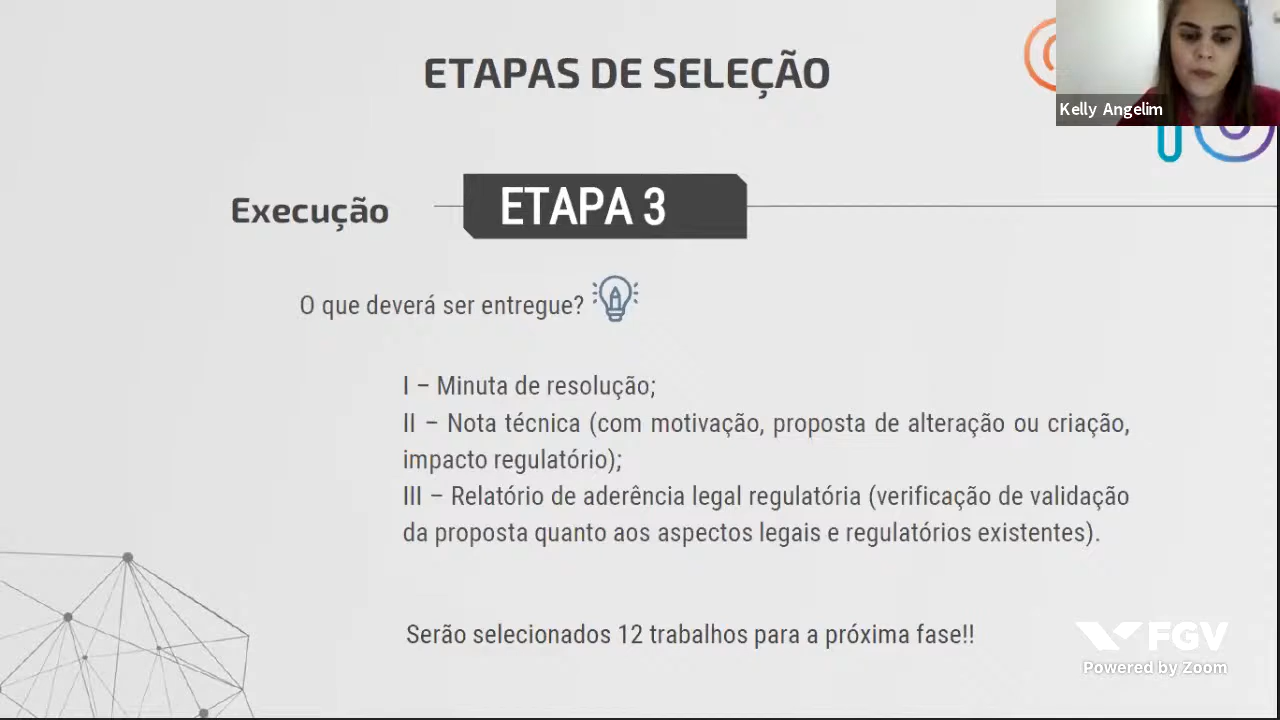 ETAPAS DE SELEÇÃO
Kelly Angelim
Execução
ETAPA 3
O que deverá ser entregue?
I – Minuta de resolução;
II – Nota técnica (com motivação, proposta de alteração ou criação,
impacto regulatório);
III – Relatório de aderência legal regulatória (verificação de validação
da proposta quanto aos aspectos legais e regulatórios existentes).
Serão selecionados 12 trabalhos para a próxima fase!!
FGV
Powered by Zoom